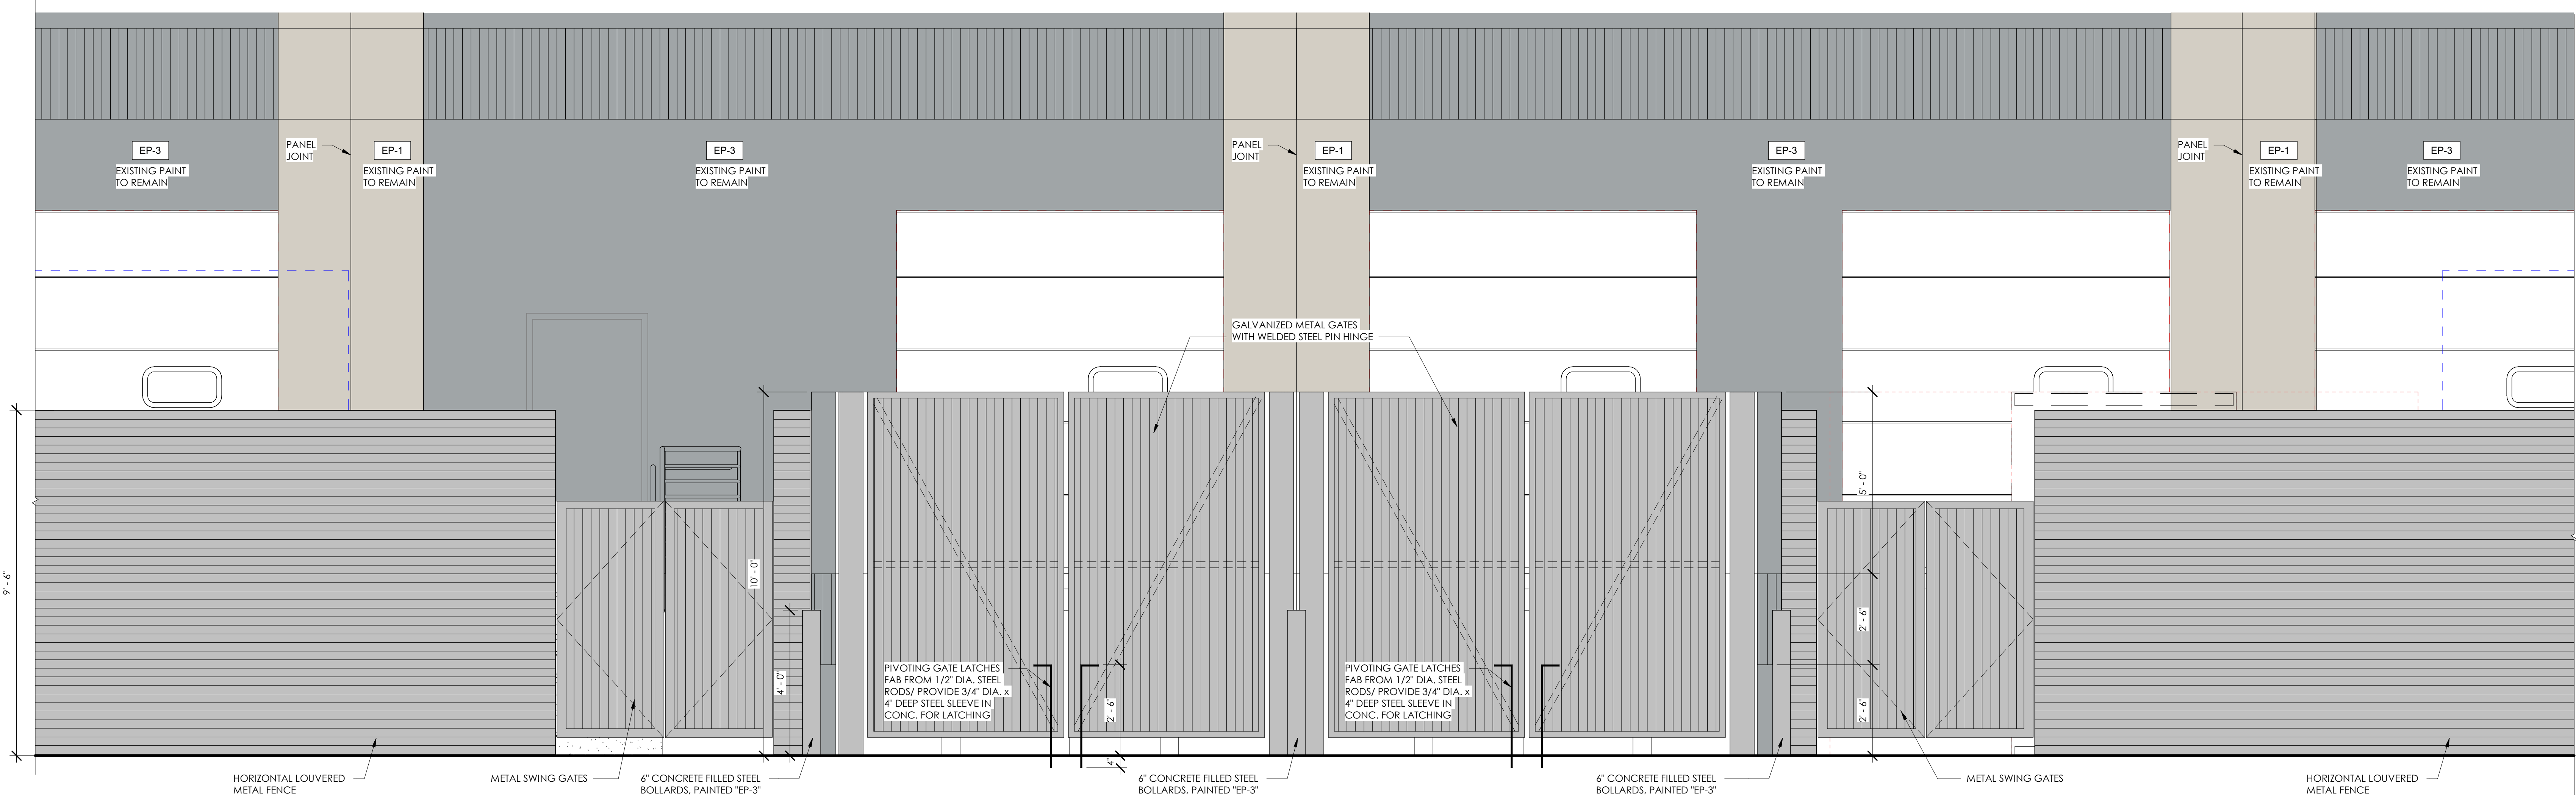 EP-3
EXISTING PAINT
TO REMAIN
PANEL
JOINT
EP-1
EXISTING PAINT
TO REMAIN
EP-3
EXISTING PAINT
TO REMAIN
PANEL
JOINT
EP-1
EXISTING PAINT
TO REMAIN
EP-3
EXISTING PAINT
TO REMAIN
PANEL
JOINT
EP-1
EXISTING PAINT
TO REMAIN
EP-3
EXISTING PAINT
TO REMAIN
GALVANIZED METAL GATES
WITH WELDED STEEL PIN HINGE
9' - 6"
10' - 0"
4' - 0"
PIVOTING GATE LATCHES
FAB FROM 1/2" DIA. STEEL
RODS/ PROVIDE 3/4" DIA. x
4" DEEP STEEL SLEEVE IN
CONC. FOR LATCHING
2' - 6"
4"
PIVOTING GATE LATCHES
FAB FROM 1/2" DIA. STEEL
RODS/ PROVIDE 3/4" DIA. x
4" DEEP STEEL SLEEVE IN
CONC. FOR LATCHING
5' - 0"
2' - 6"
2' - 6"
HORIZONTAL LOUVERED
METAL FENCE
METAL SWING GATES
6" CONCRETE FILLED STEEL
BOLLARDS, PAINTED "EP-3"
6" CONCRETE FILLED STEEL
BOLLARDS, PAINTED "EP-3"
6" CONCRETE FILLED STEEL
BOLLARDS, PAINTED "EP-3"
METAL SWING GATES
HORIZONTAL LOUVERED
METAL FENCE